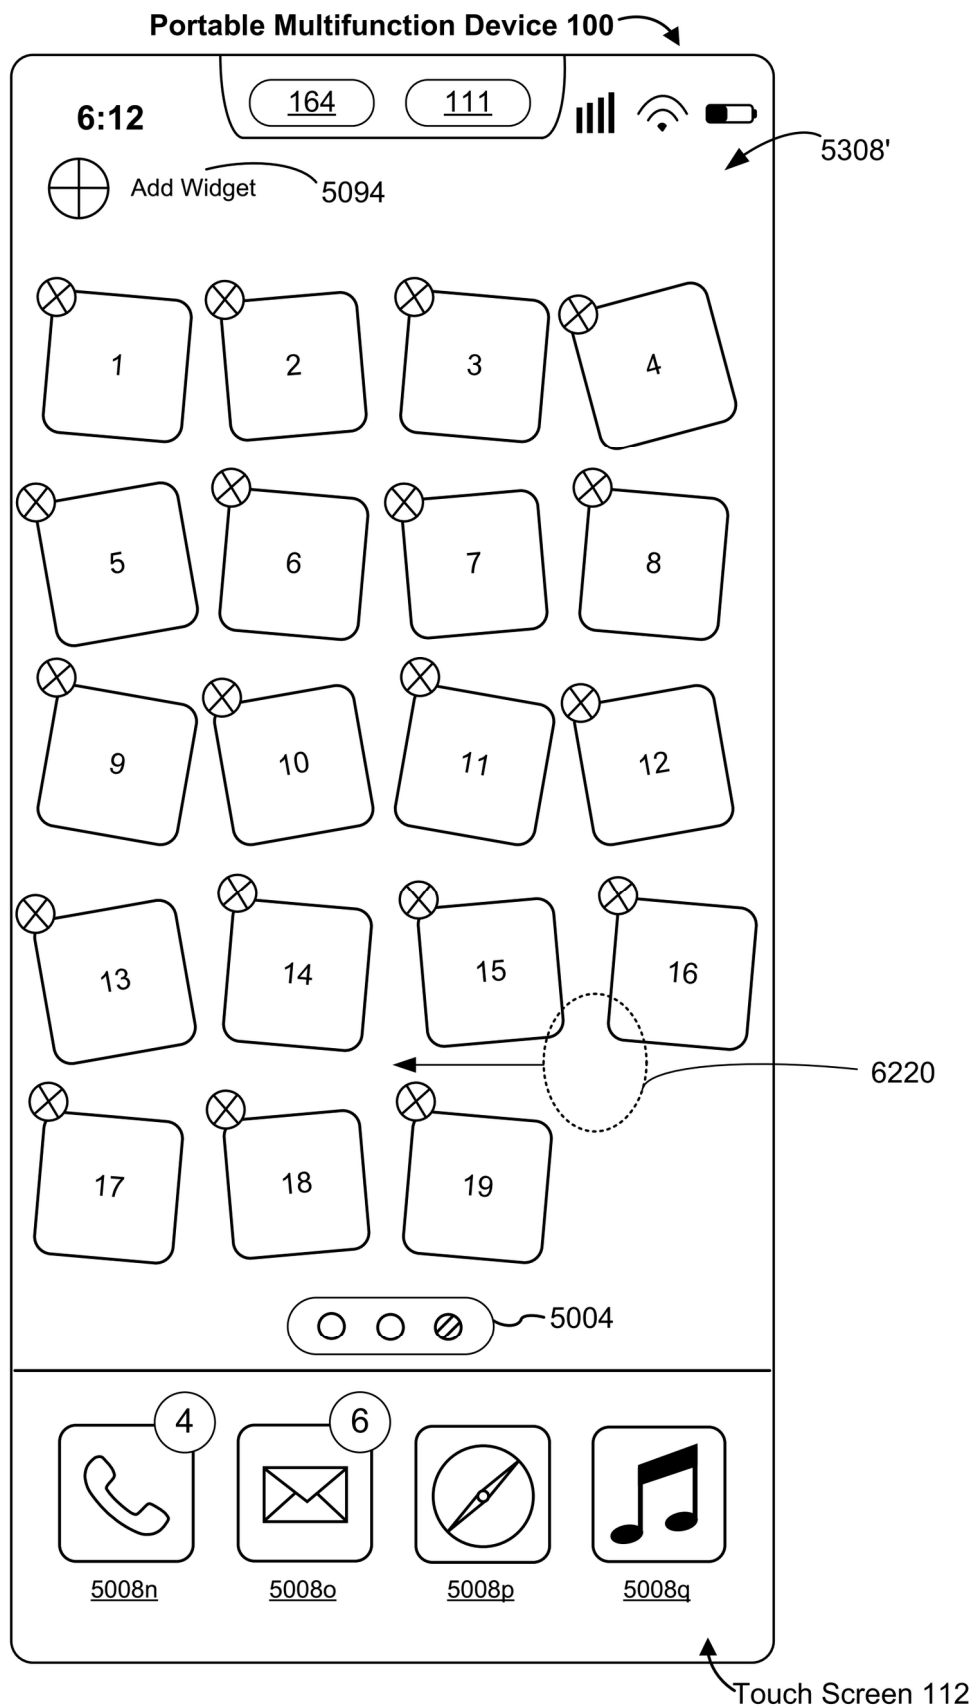 Portable Multifunction Device 100
164 111
6:12
5308'
Add Widget
5094
1 2 3 4
5 6 7 8
9 10 11 12
13 14 15 16
6220
17 18 19
5004
4 6
5008n 5008o 5008p 5008q
Touch Screen 112